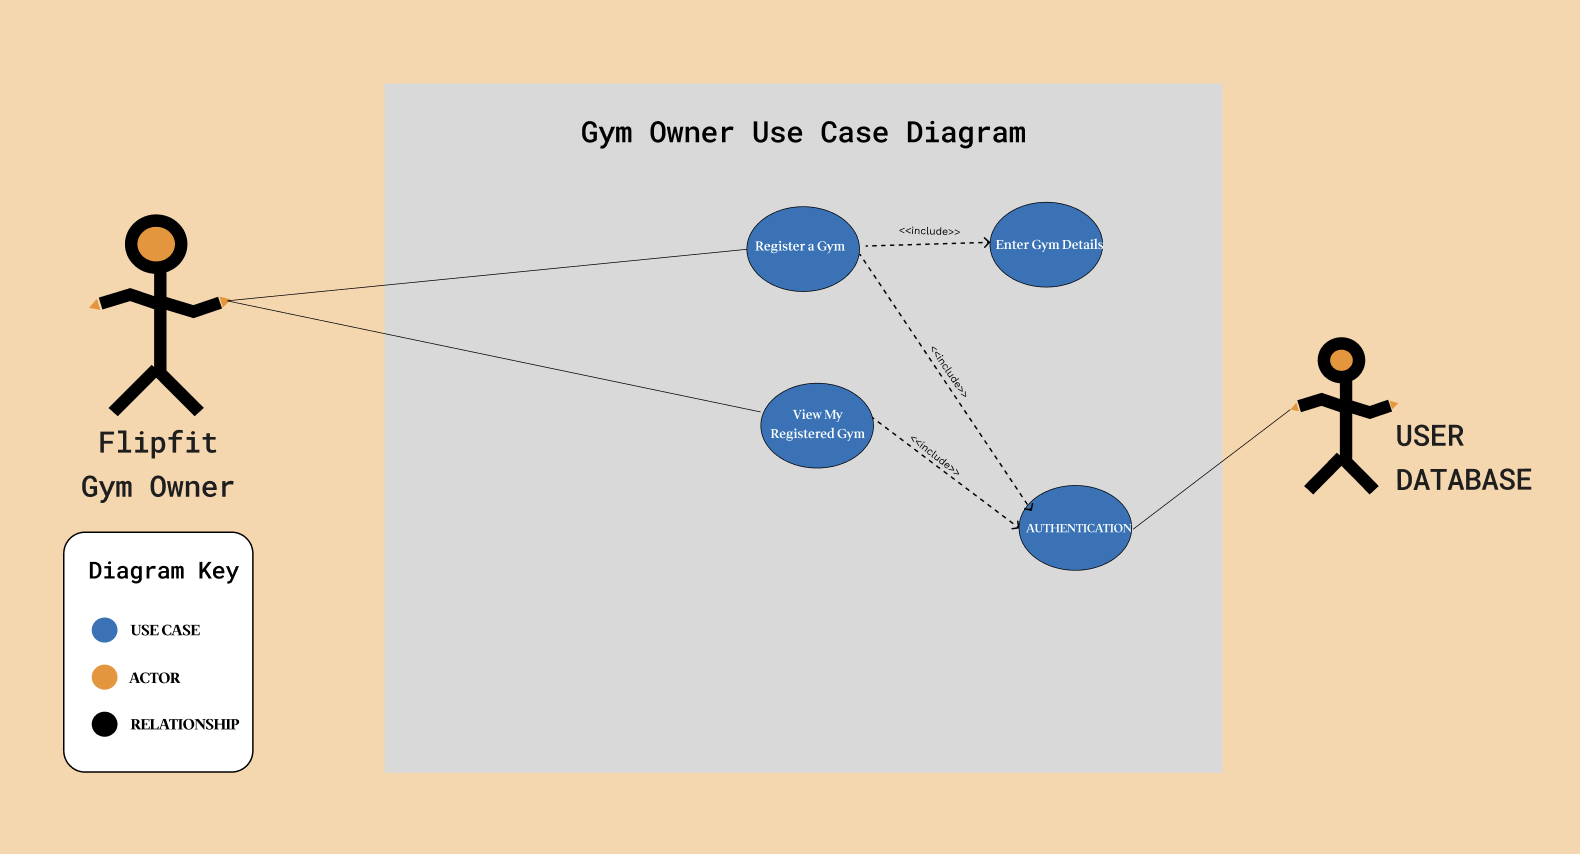 Gym Owner Use Case Diagram
Register a Gym
<<include>>
Enter Gym Details
<<include>>
View My
Registered Gym
<<include>>
AUTHENTICATION
Flipfit
Gym Owner
USER
DATABASE
Diagram Key
USE CASE
ACTOR
RELATIONSHIP